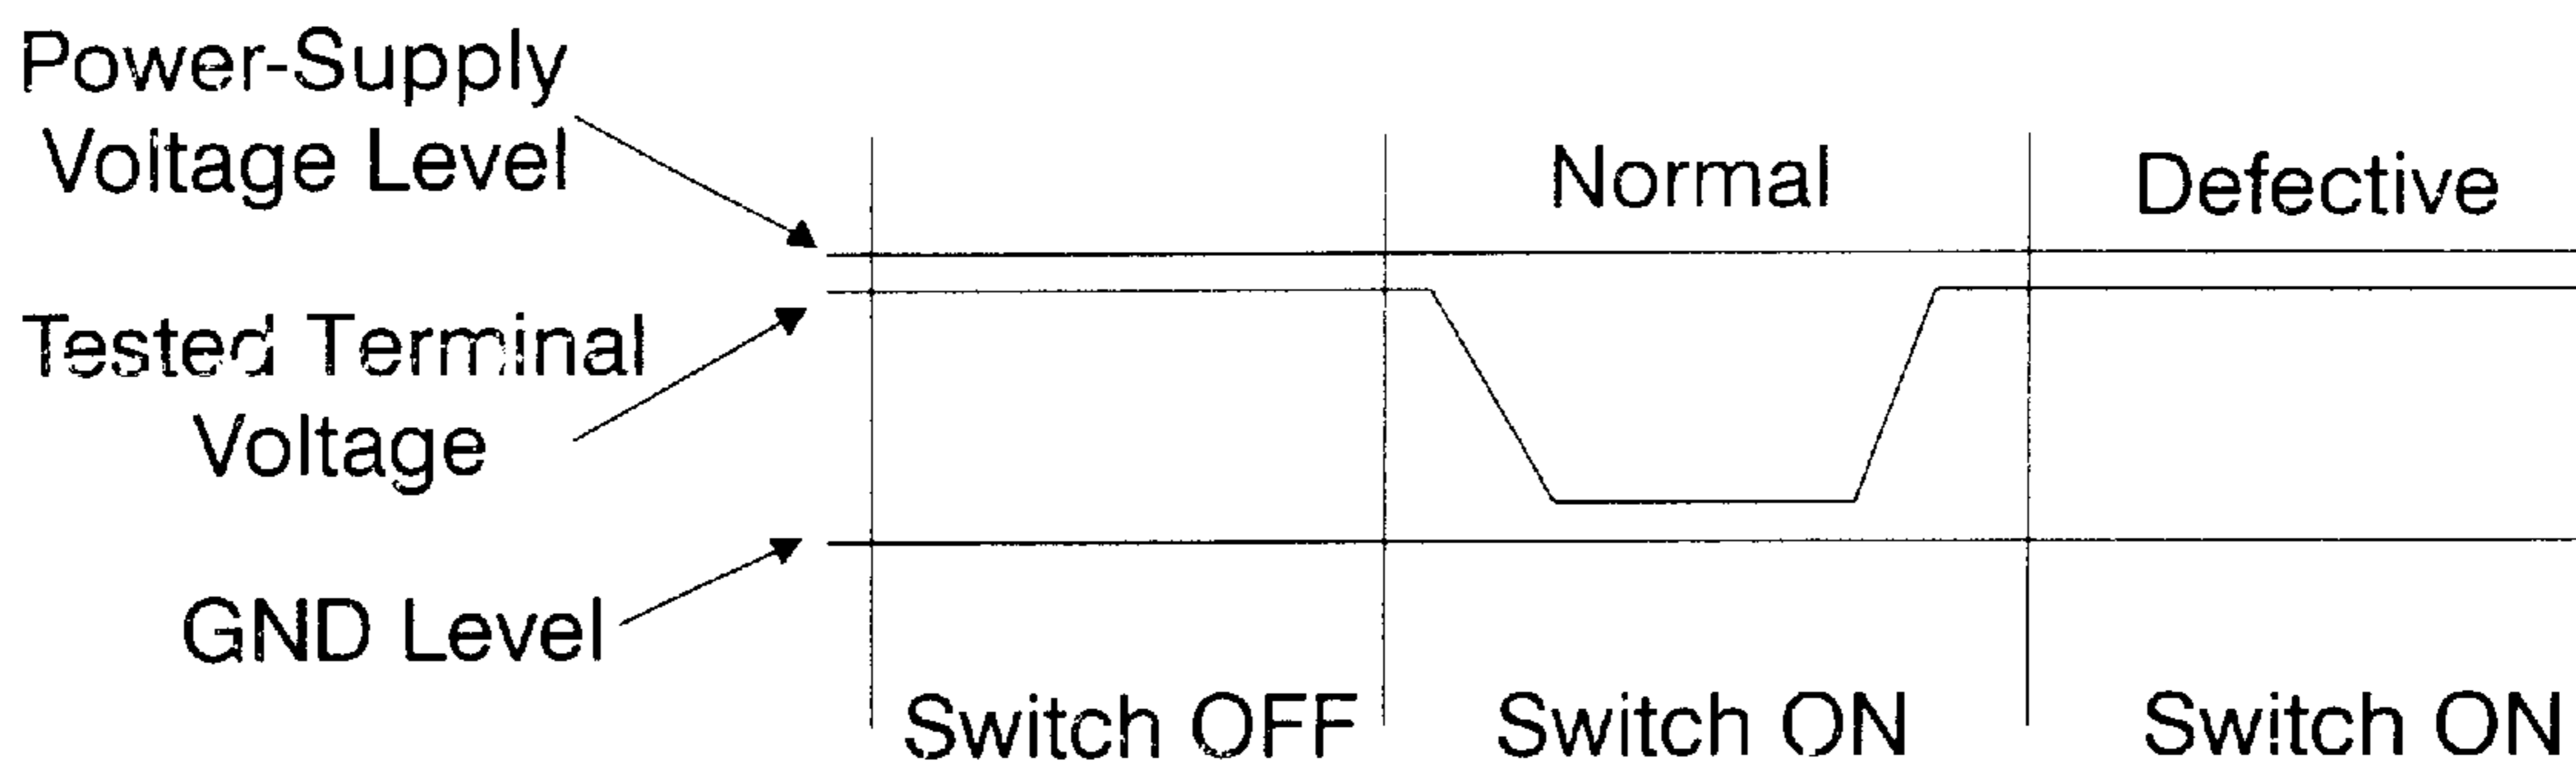 Power-Supply
Voltage Level
Normal
Defective
Tested Terminal
Voltage
GND Level
Switch OFF
Switch ON
Switch ON